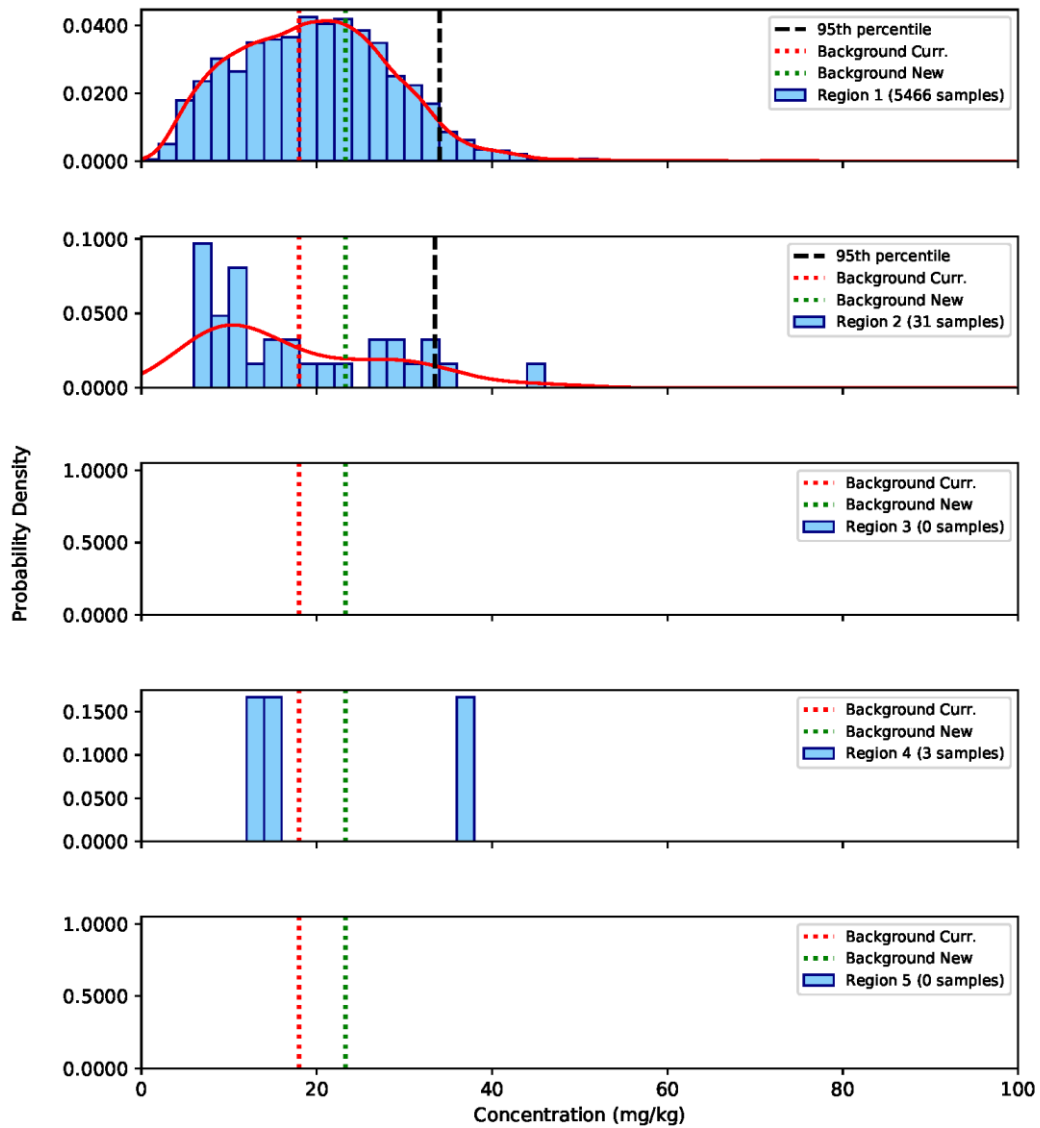 0.0400
0.0200
0.0000
95th percentile
Background Curr.
Background New
Region 1 (5466 samples)
0.1000
0.0500
0.0000
95th percentile
Background Curr.
Background New
Region 2 (31 samples)
Probability Density
1.0000
0.5000
0.0000
Background Curr.
Background New
Region 3 (0 samples)
0.1500
0.1000
0.0500
0.0000
Background Curr.
Background New
Region 4 (3 samples)
1.0000
0.5000
0.0000
Background Curr.
Background New
Region 5 (0 samples)
0 20 40 60 80 100
Concentration (mg/kg)